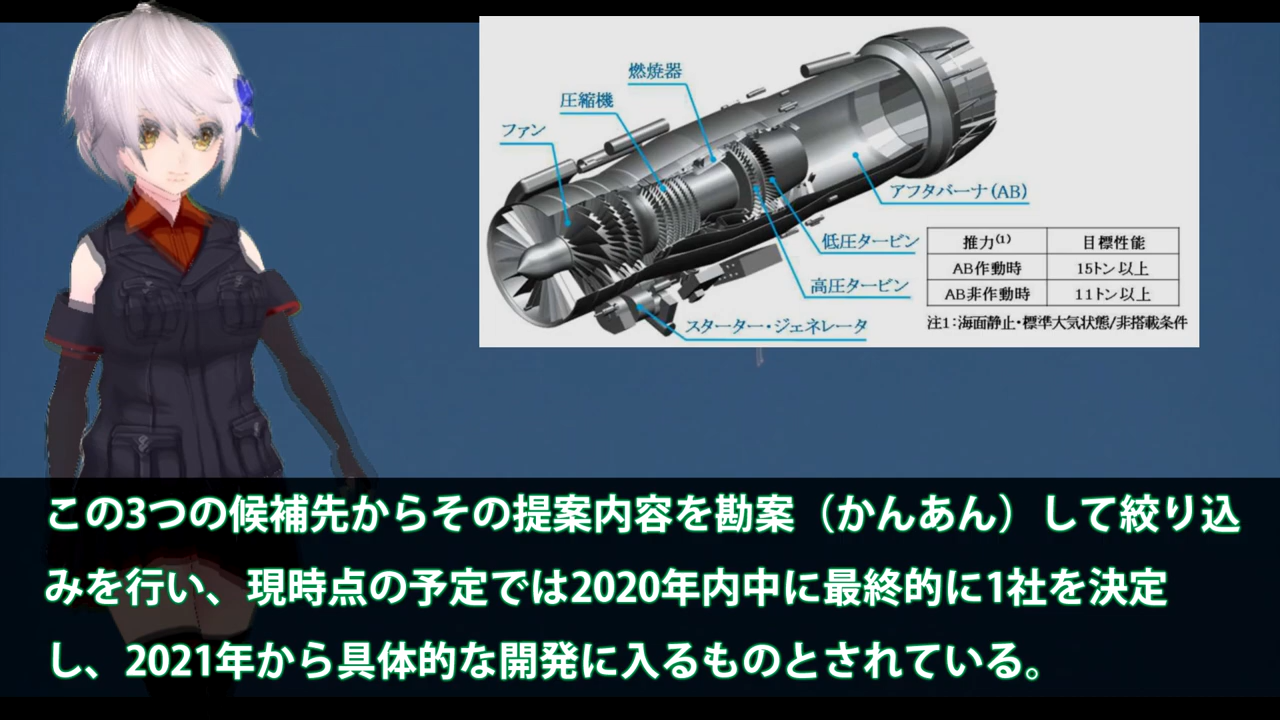 燃焼器
圧縮機
ファン
アフタバーナ(AB)
低圧タービン
高圧タービン
スターター・ジェネレータ
推力(1) 目標性能
AB作動時 15トン以上
AB非作動時 11トン以上
注1:海面静止・標準大気状態/非搭載条件
この3つの候補先からその提案内容を勘案（かんあん）して絞り込
みを行い、現時点の予定では2020年内中に最終的に1社を決定
し、2021年から具体的な開発に入るものとされている。